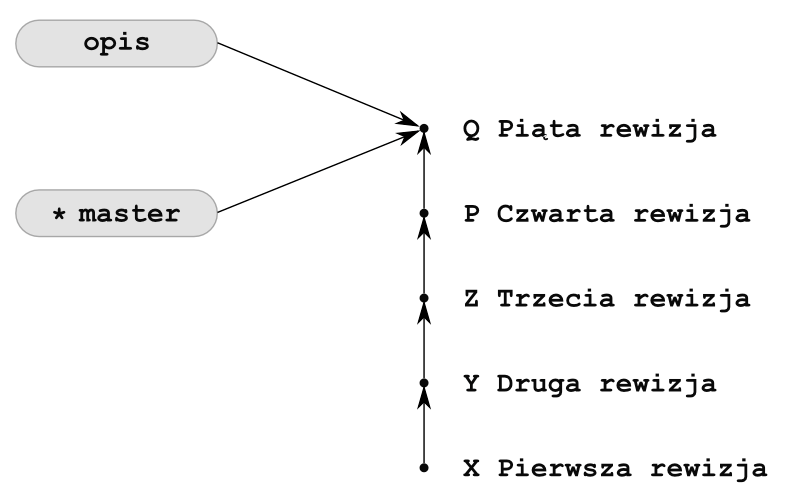 opis
Q Piąta rewizja
* master
P Czwarta rewizja
Z Trzecia rewizja
Y Druga rewizja
X Pierwsza rewizja